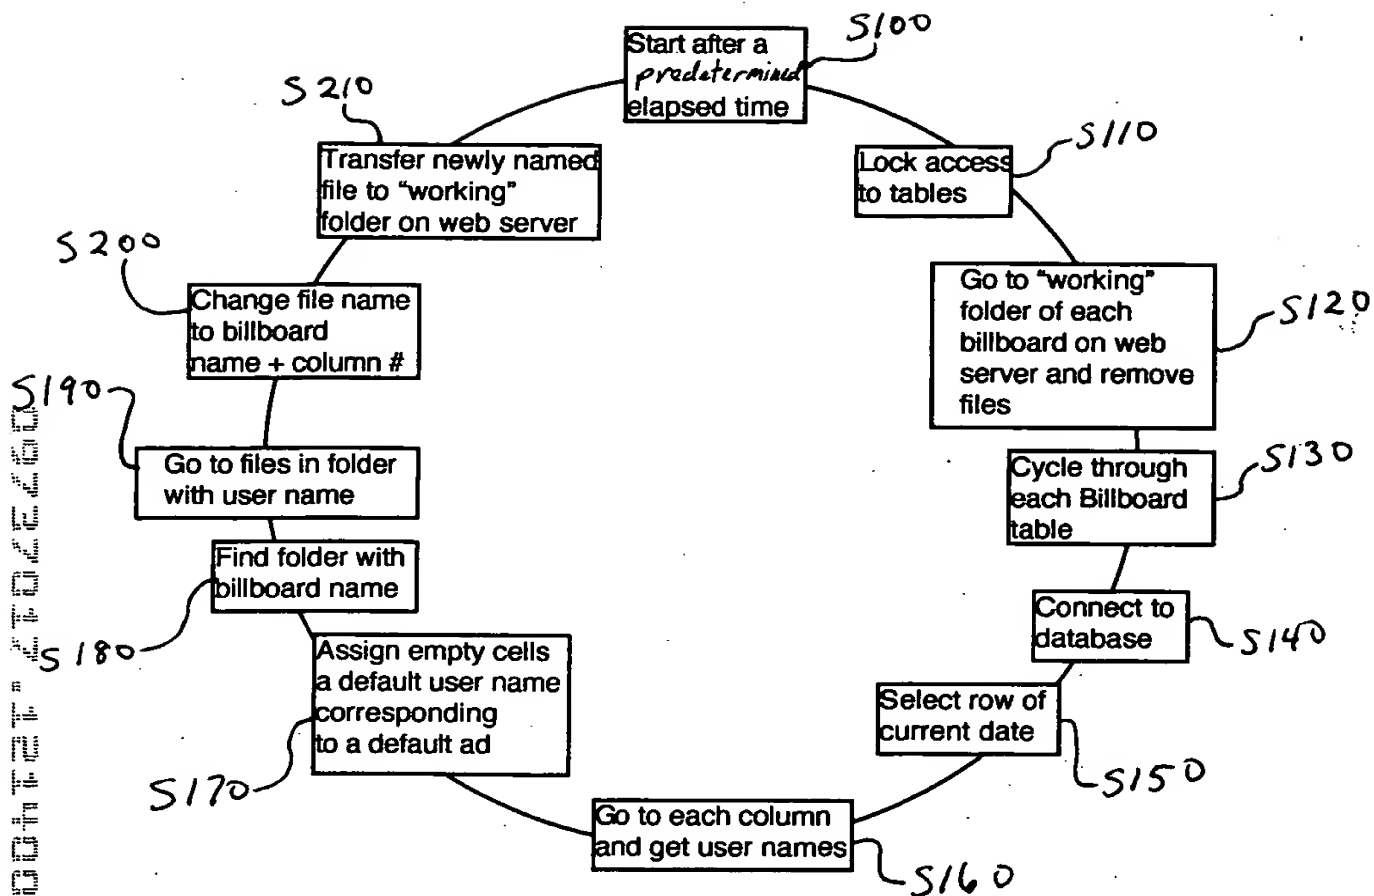 S100
Start after a
predetermined
elapsed time
S110
Lock access
to tables
S120
Go to “working”
folder of each
billboard on web
server and remove
files
S130
Cycle through
each Billboard
table
S140
Connect to
database
S150
Select row of
current date
S160
Go to each column
and get user names
S170
Assign empty cells
a default user name
corresponding
to a default ad
S180
Find folder with
billboard name
S190
Go to files in folder
with user name
S200
Change file name
to billboard
name + column #
S210
Transfer newly named
file to “working”
folder on web server